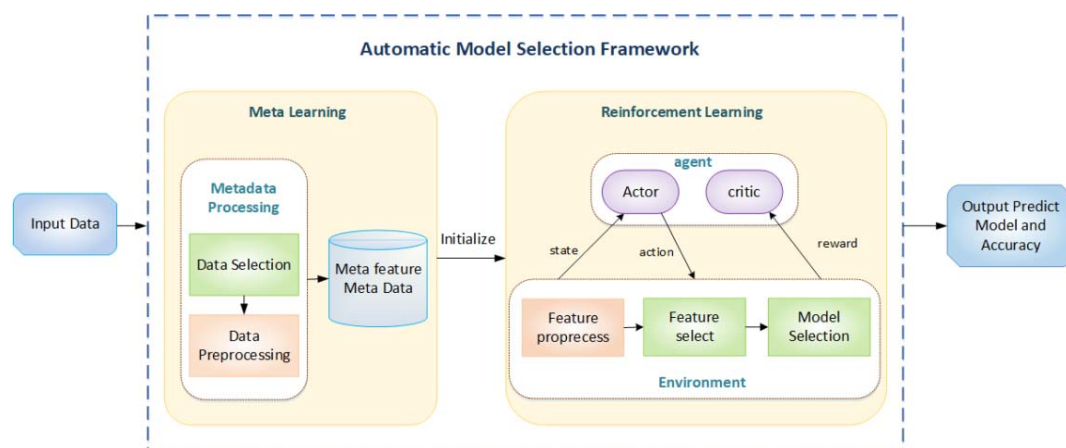 Automatic Model Selection Framework
Meta Learning
Reinforcement Learning
Input Data
Metadata
Processing
Data Selection
Data
Preprocessing
Meta feature
Meta Data
Initialize
agent
Actor
critic
state
action
reward
Feature
proprecess
Feature
select
Model
Selection
Environment
Output Predict
Model and
Accuracy